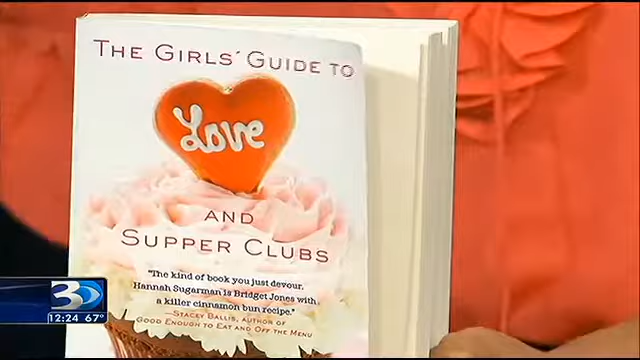 THE GIRLS' GUIDE TO
Love
AND
SUPPER CLUBS
"The kind of book you just devour.
Hannah Sugarman is Bridget Jones with
a killer cinnamon bun recipe."
—STACEY BALLIS, AUTHOR OF
GOOD ENOUGH TO EAT AND OFF THE MENU
3
12:24 67°